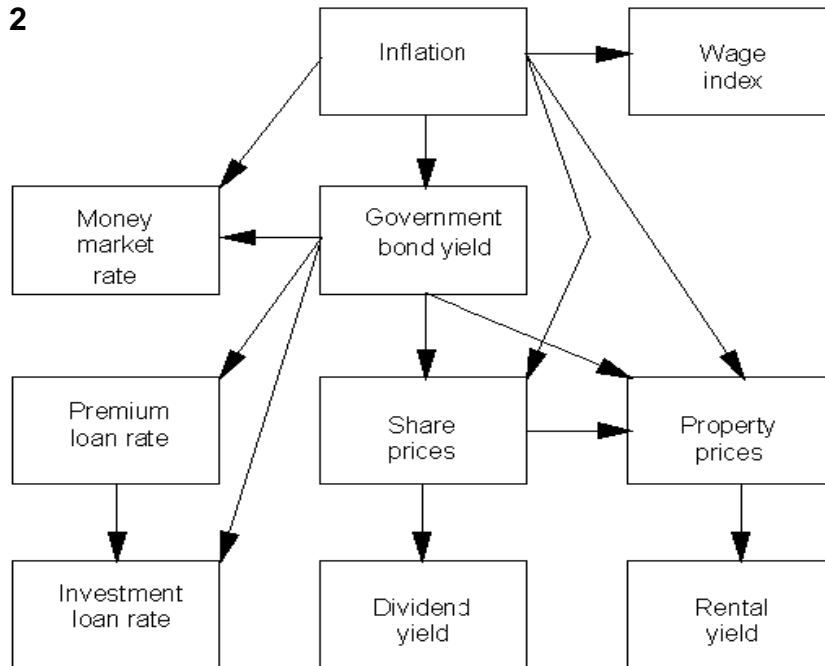 2
Inflation
Wage
index
Money
market
rate
Government
bond yield
Premium
loan rate
Share
prices
Property
prices
Investment
loan rate
Dividend
yield
Rental
yield